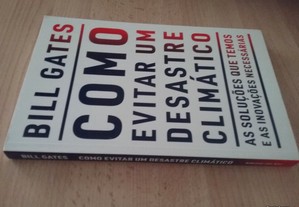 BILL GATES
COMO
EVITAR UM
DESASTRE
CLIMÁTICO
AS SOLUÇÕES QUE TEMOS
E AS INOVAÇÕES NECESSÁRIAS
BILL GATES COMO EVITAR UM DESASTRE CLIMÁTICO